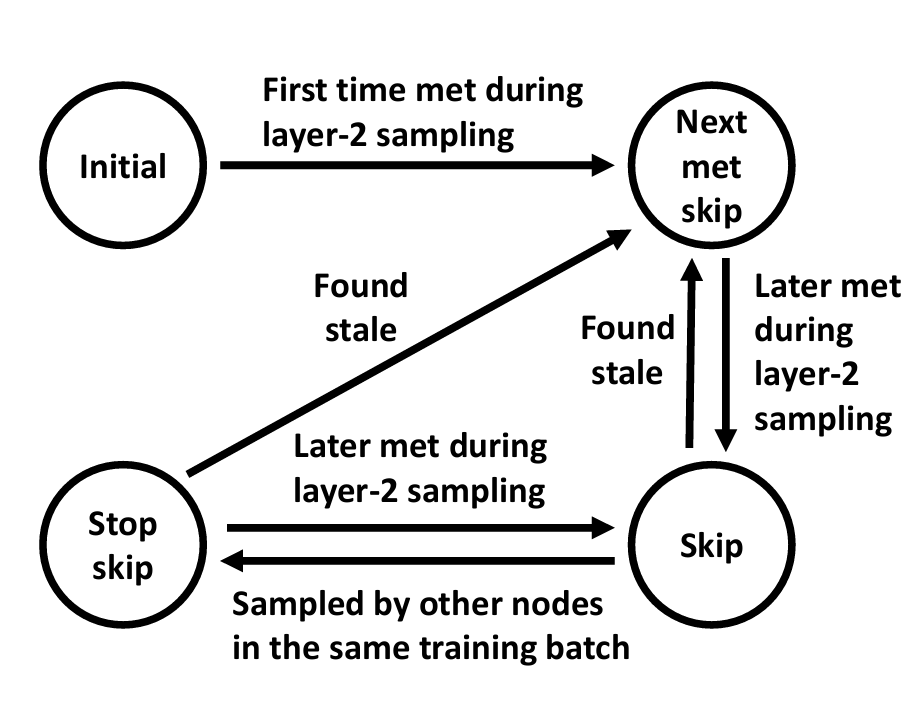 First time met during
layer-2 sampling
Initial
Next
met
skip
Found
stale
Found
stale
Later met
during
layer-2
sampling
Later met during
layer-2 sampling
Stop
skip
Skip
Sampled by other nodes
in the same training batch